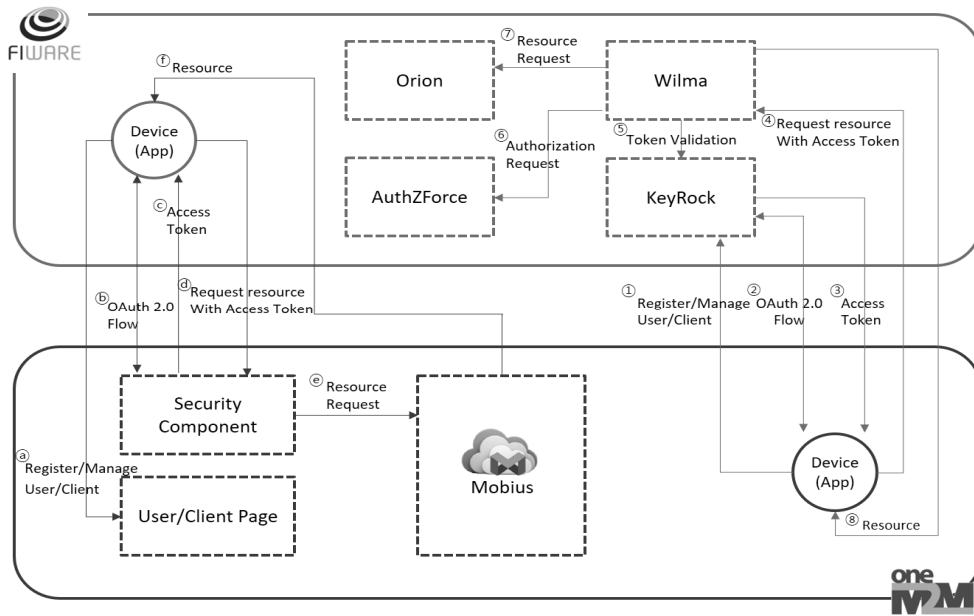 FIWARE
ⓕ Resource
Device
(App)
ⓒ Access
Token
ⓑ OAuth 2.0
Flow
ⓓ Request resource
With Access Token
Orion
⑦ Resource
Request
Wilma
⑥ Authorization
Request
⑤ Token Validation
④ Request resource
With Access Token
AuthZForce
KeyRock
① Register/Manage
User/Client
② OAuth 2.0
Flow
③ Access
Token
Security
Component
ⓔ Resource
Request
ⓐ Register/Manage
User/Client
User/Client Page
Mobius
Device
(App)
⑧ Resource
one
M2M